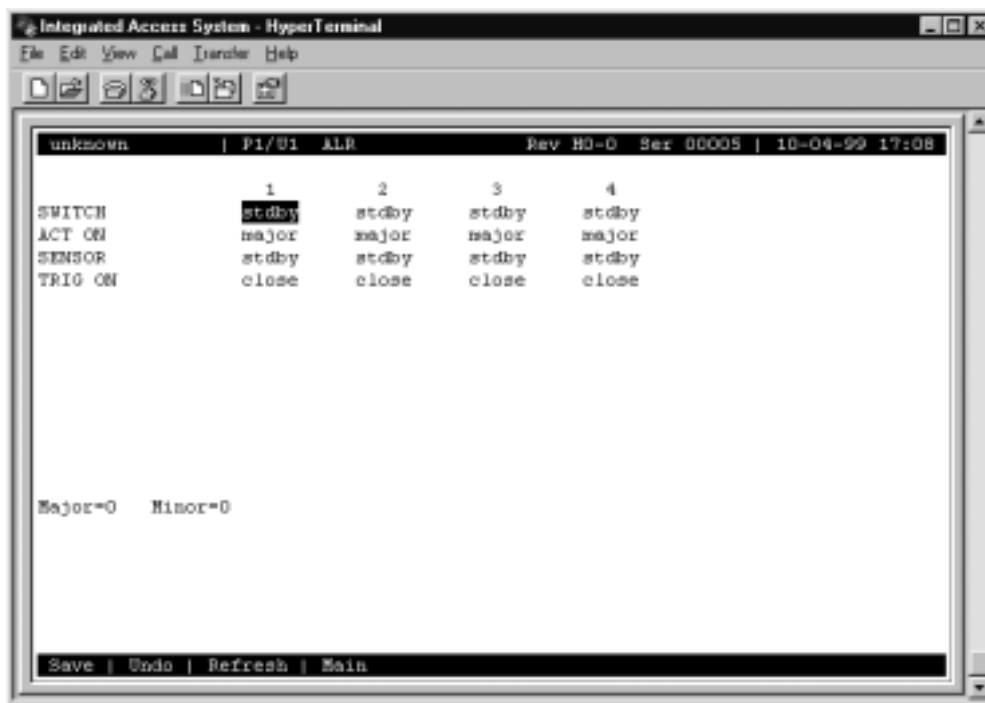 Integrated Access System - HyperTerminal
File Edit View Call Transfer Help
unknown | P1/U1 ALR Rev H0-0 Ser 00005 | 10-04-99 17:08
1 2 3 4
SWITCH stdby stdby stdby stdby
ACT ON major major major major
SENSOR stdby stdby stdby stdby
TRIG ON close close close close
Major=0 Minor=0
Save | Undo | Refresh | Main